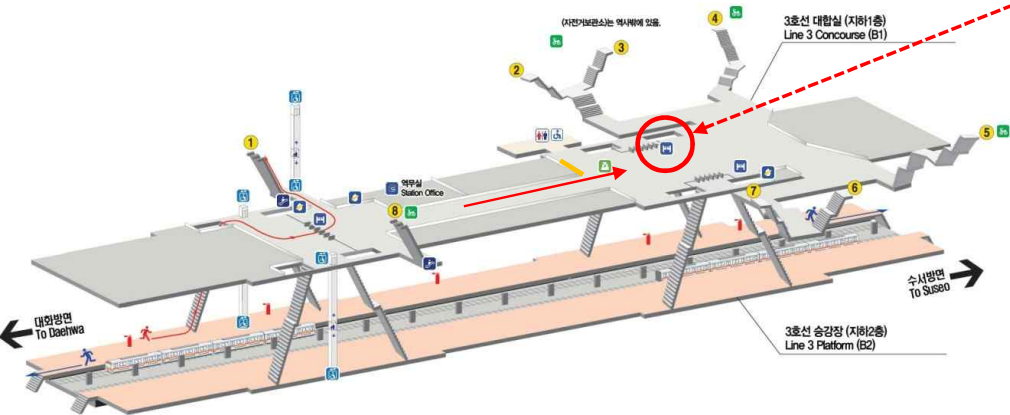 (자전거보관소)는 역사밖에 있음.
4
3호선 대합실 (지하1층)
Line 3 Concourse (B1)
3
2
1
5
역무실
Station Office
8
7
6
수서방면
To Suseo
대화방면
To Daehwa
3호선 승강장 (지하2층)
Line 3 Platform (B2)